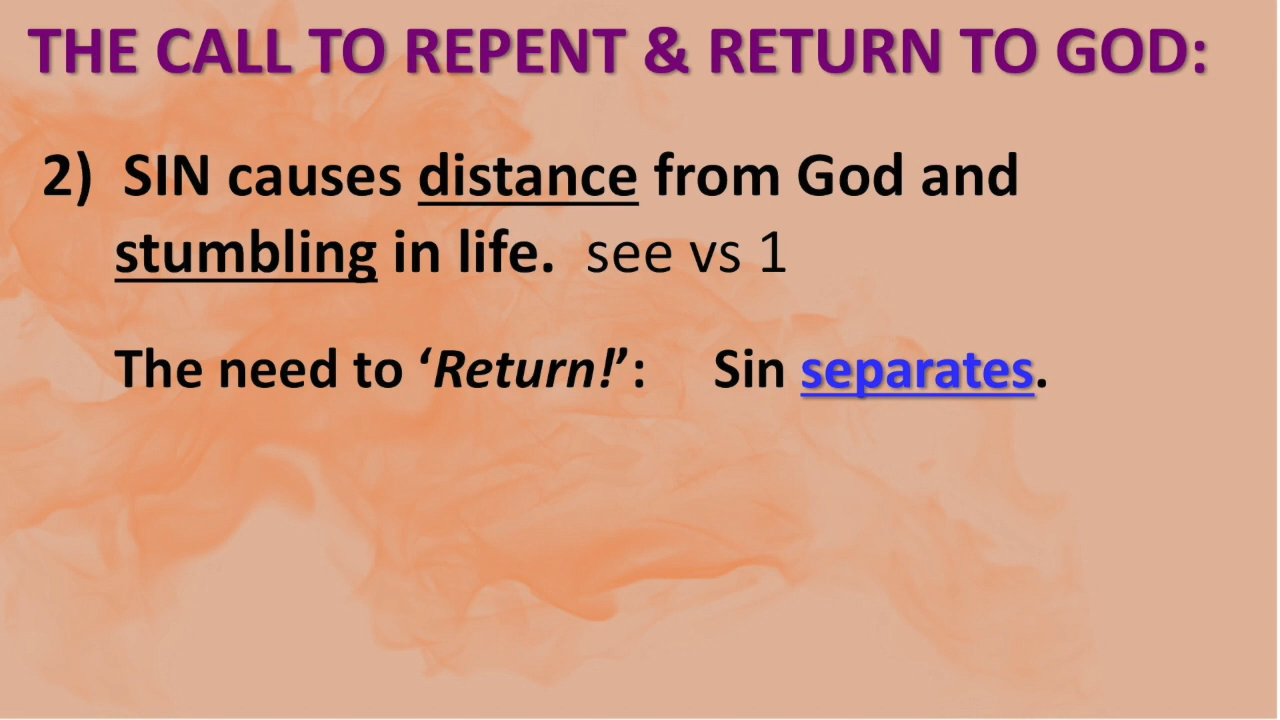 THE CALL TO REPENT & RETURN TO GOD:
2) SIN causes distance from God and
stumbling in life. see vs 1
The need to ‘Return!’: Sin separates.